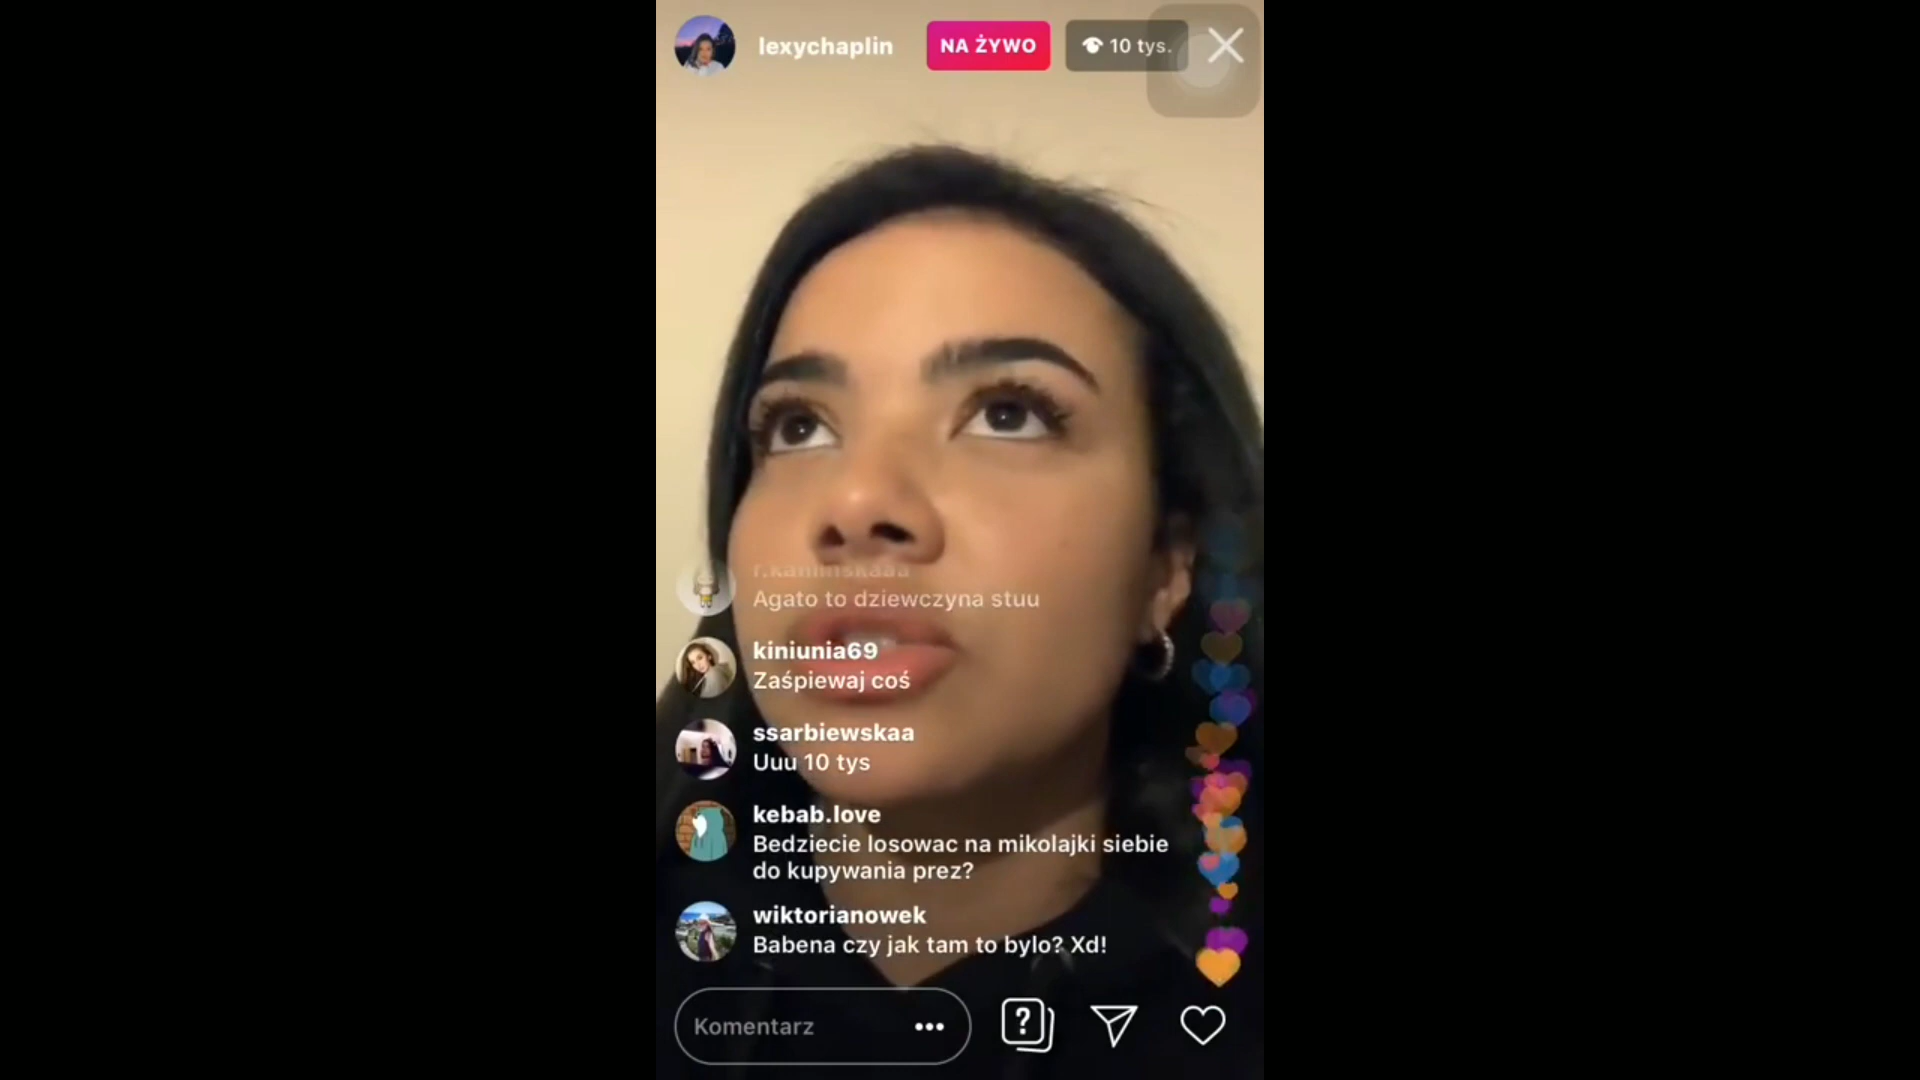 lexychaplin
NA ŻYWO
10 tys.
Agato to dziewczyna stuu
kiniunia69
Zaśpiewaj coś
ssarbiewskaa
Uuu 10 tys
kebab.love
Bedziecie losowac na mikolajki siebie
do kupywania prez?
wiktorianowek
Babena czy jak tam to bylo? Xd!
Komentarz
?